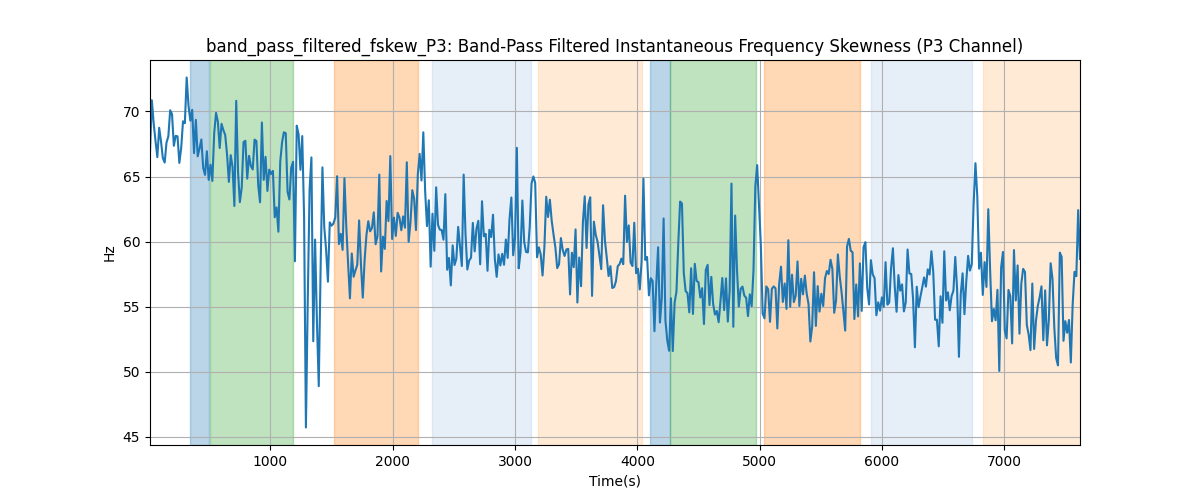 band_pass_filtered_fskew_P3: Band-Pass Filtered Instantaneous Frequency Skewness (P3 Channel)
70
65
60
55
50
45
Hz
1000 2000 3000 4000 5000 6000 7000
Time(s)